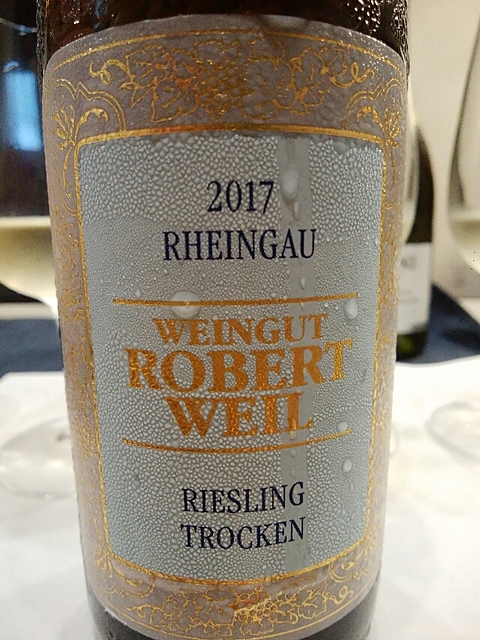 2017
RHEINGAU
WEINGUT
ROBERT
WEIL
RIESLING
TROCKEN